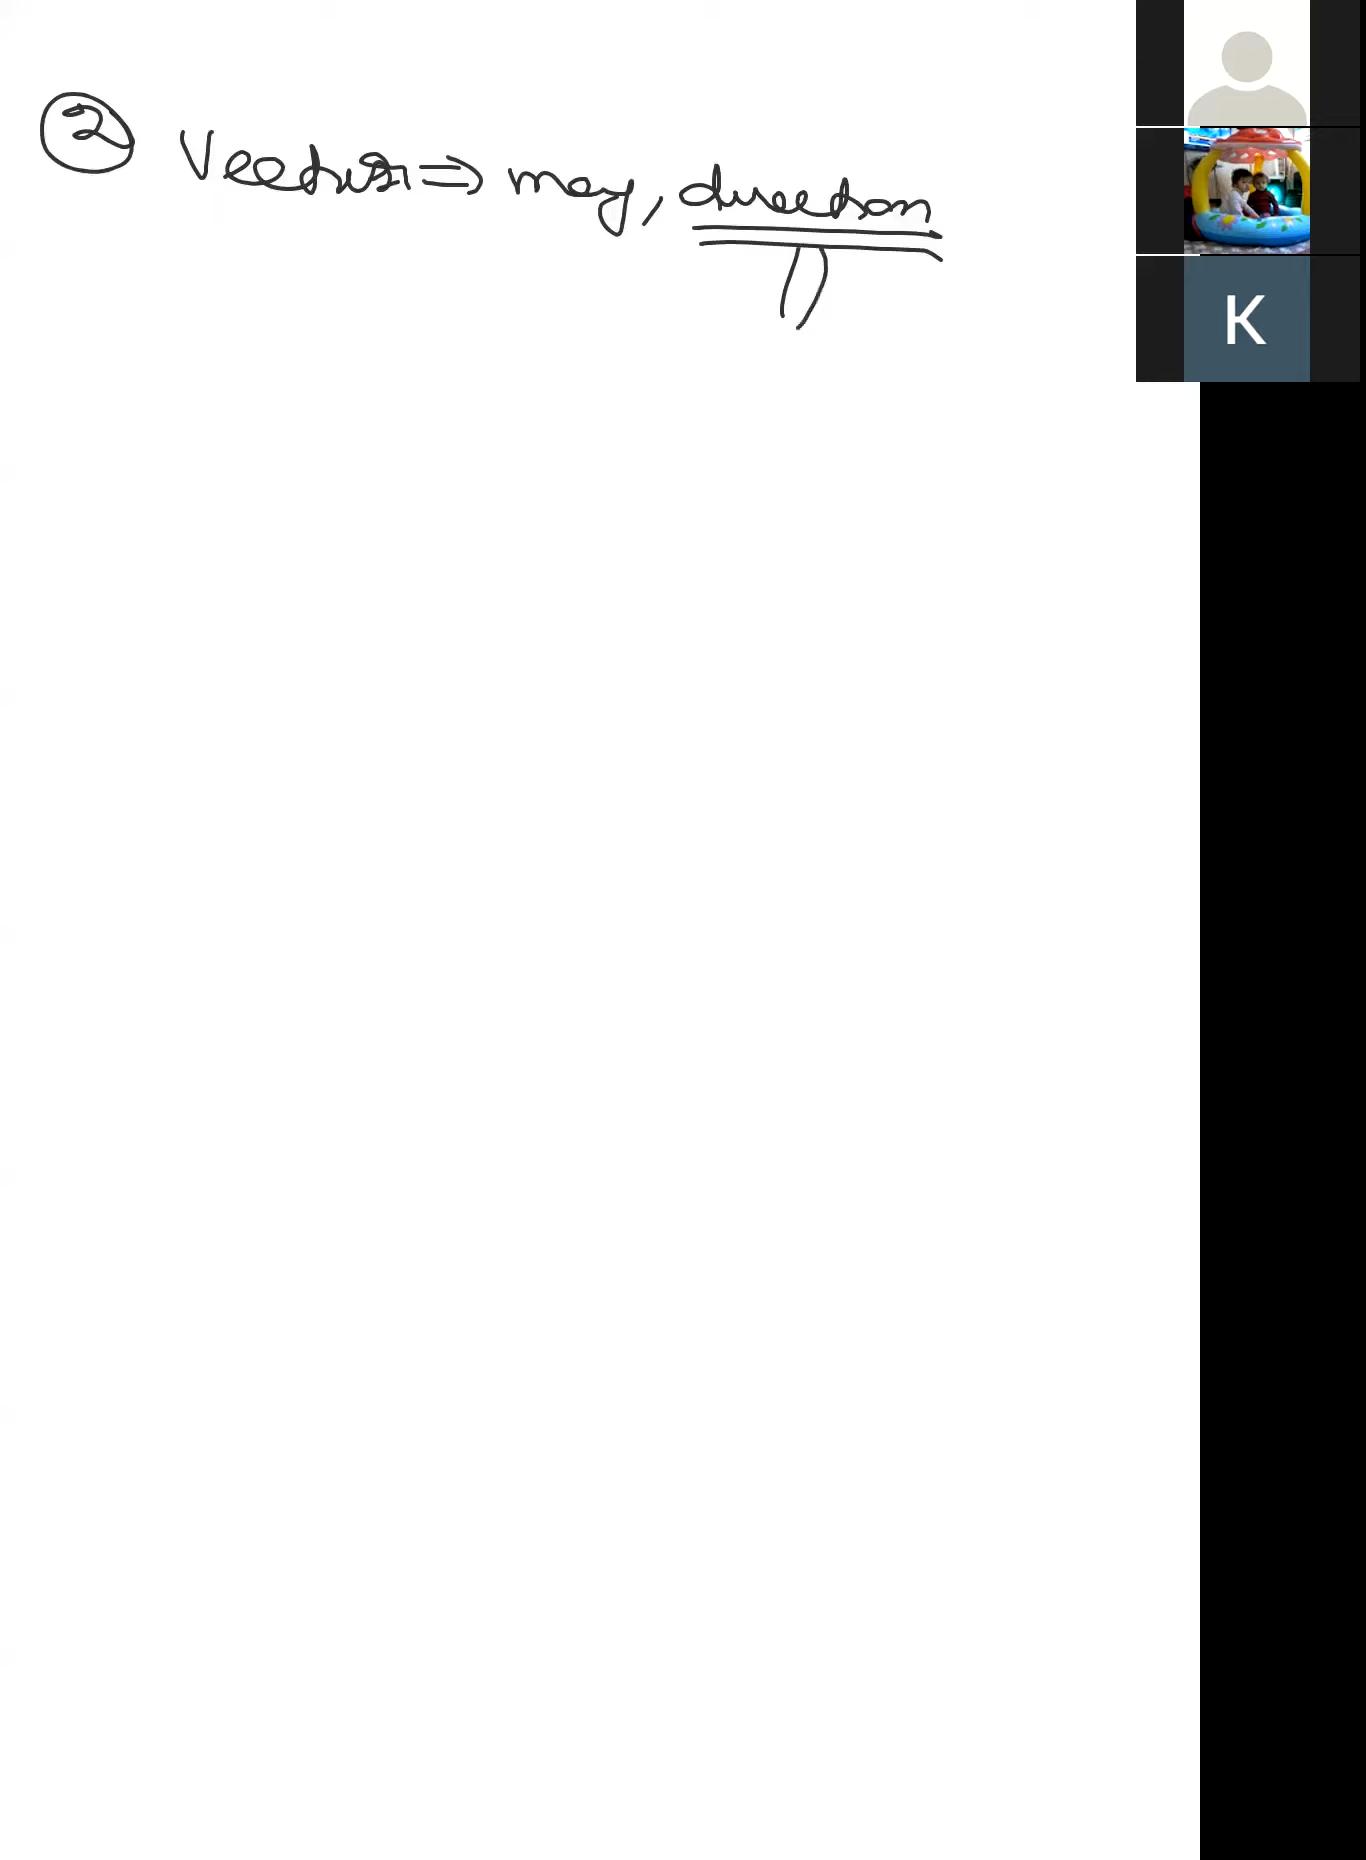 2 Vector ⇒ mag, direction
K